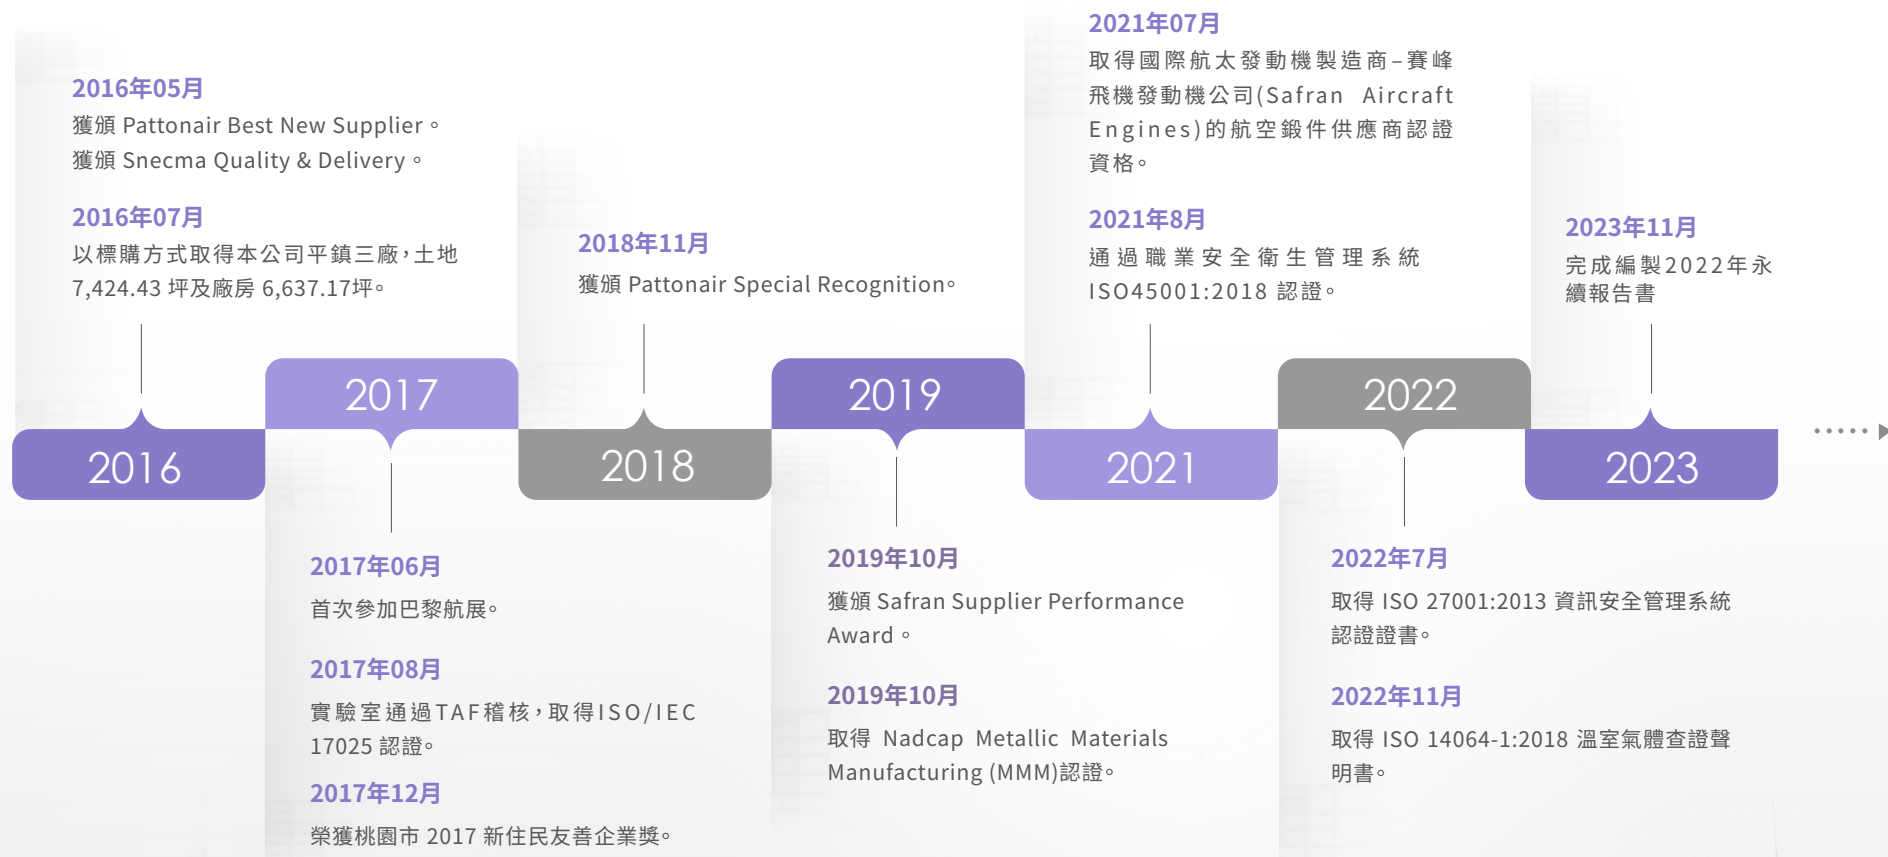 2016年05月
獲頒 Pattonair Best New Supplier。
獲頒 Snecma Quality & Delivery。
2016年07月
以標購方式取得本公司平鎮三廠，土地
7,424.43 坪及廠房 6,637.17坪。
2016
2017
2017年06月
首次參加巴黎航展。
2017年08月
實驗室通過TAF稽核，取得ISO/IEC
17025 認證。
2017年12月
榮獲桃園市 2017 新住民友善企業獎。
2018年11月
獲頒 Pattonair Special Recognition。
2018
2019
2019年10月
獲頒 Safran Supplier Performance
Award。
2019年10月
取得 Nadcap Metallic Materials
Manufacturing (MMM)認證。
2021年07月
取得國際航太發動機製造商–賽峰
飛機發動機公司(Safran Aircraft
Engines)的航空鍛件供應商認證
資格。
2021年8月
通過職業安全衛生管理系統
ISO45001:2018 認證。
2021
2022
2022年7月
取得 ISO 27001:2013 資訊安全管理系統
認證證書。
2022年11月
取得 ISO 14064-1:2018 溫室氣體查證聲
明書。
2023年11月
完成編製2022年永
續報告書
2023